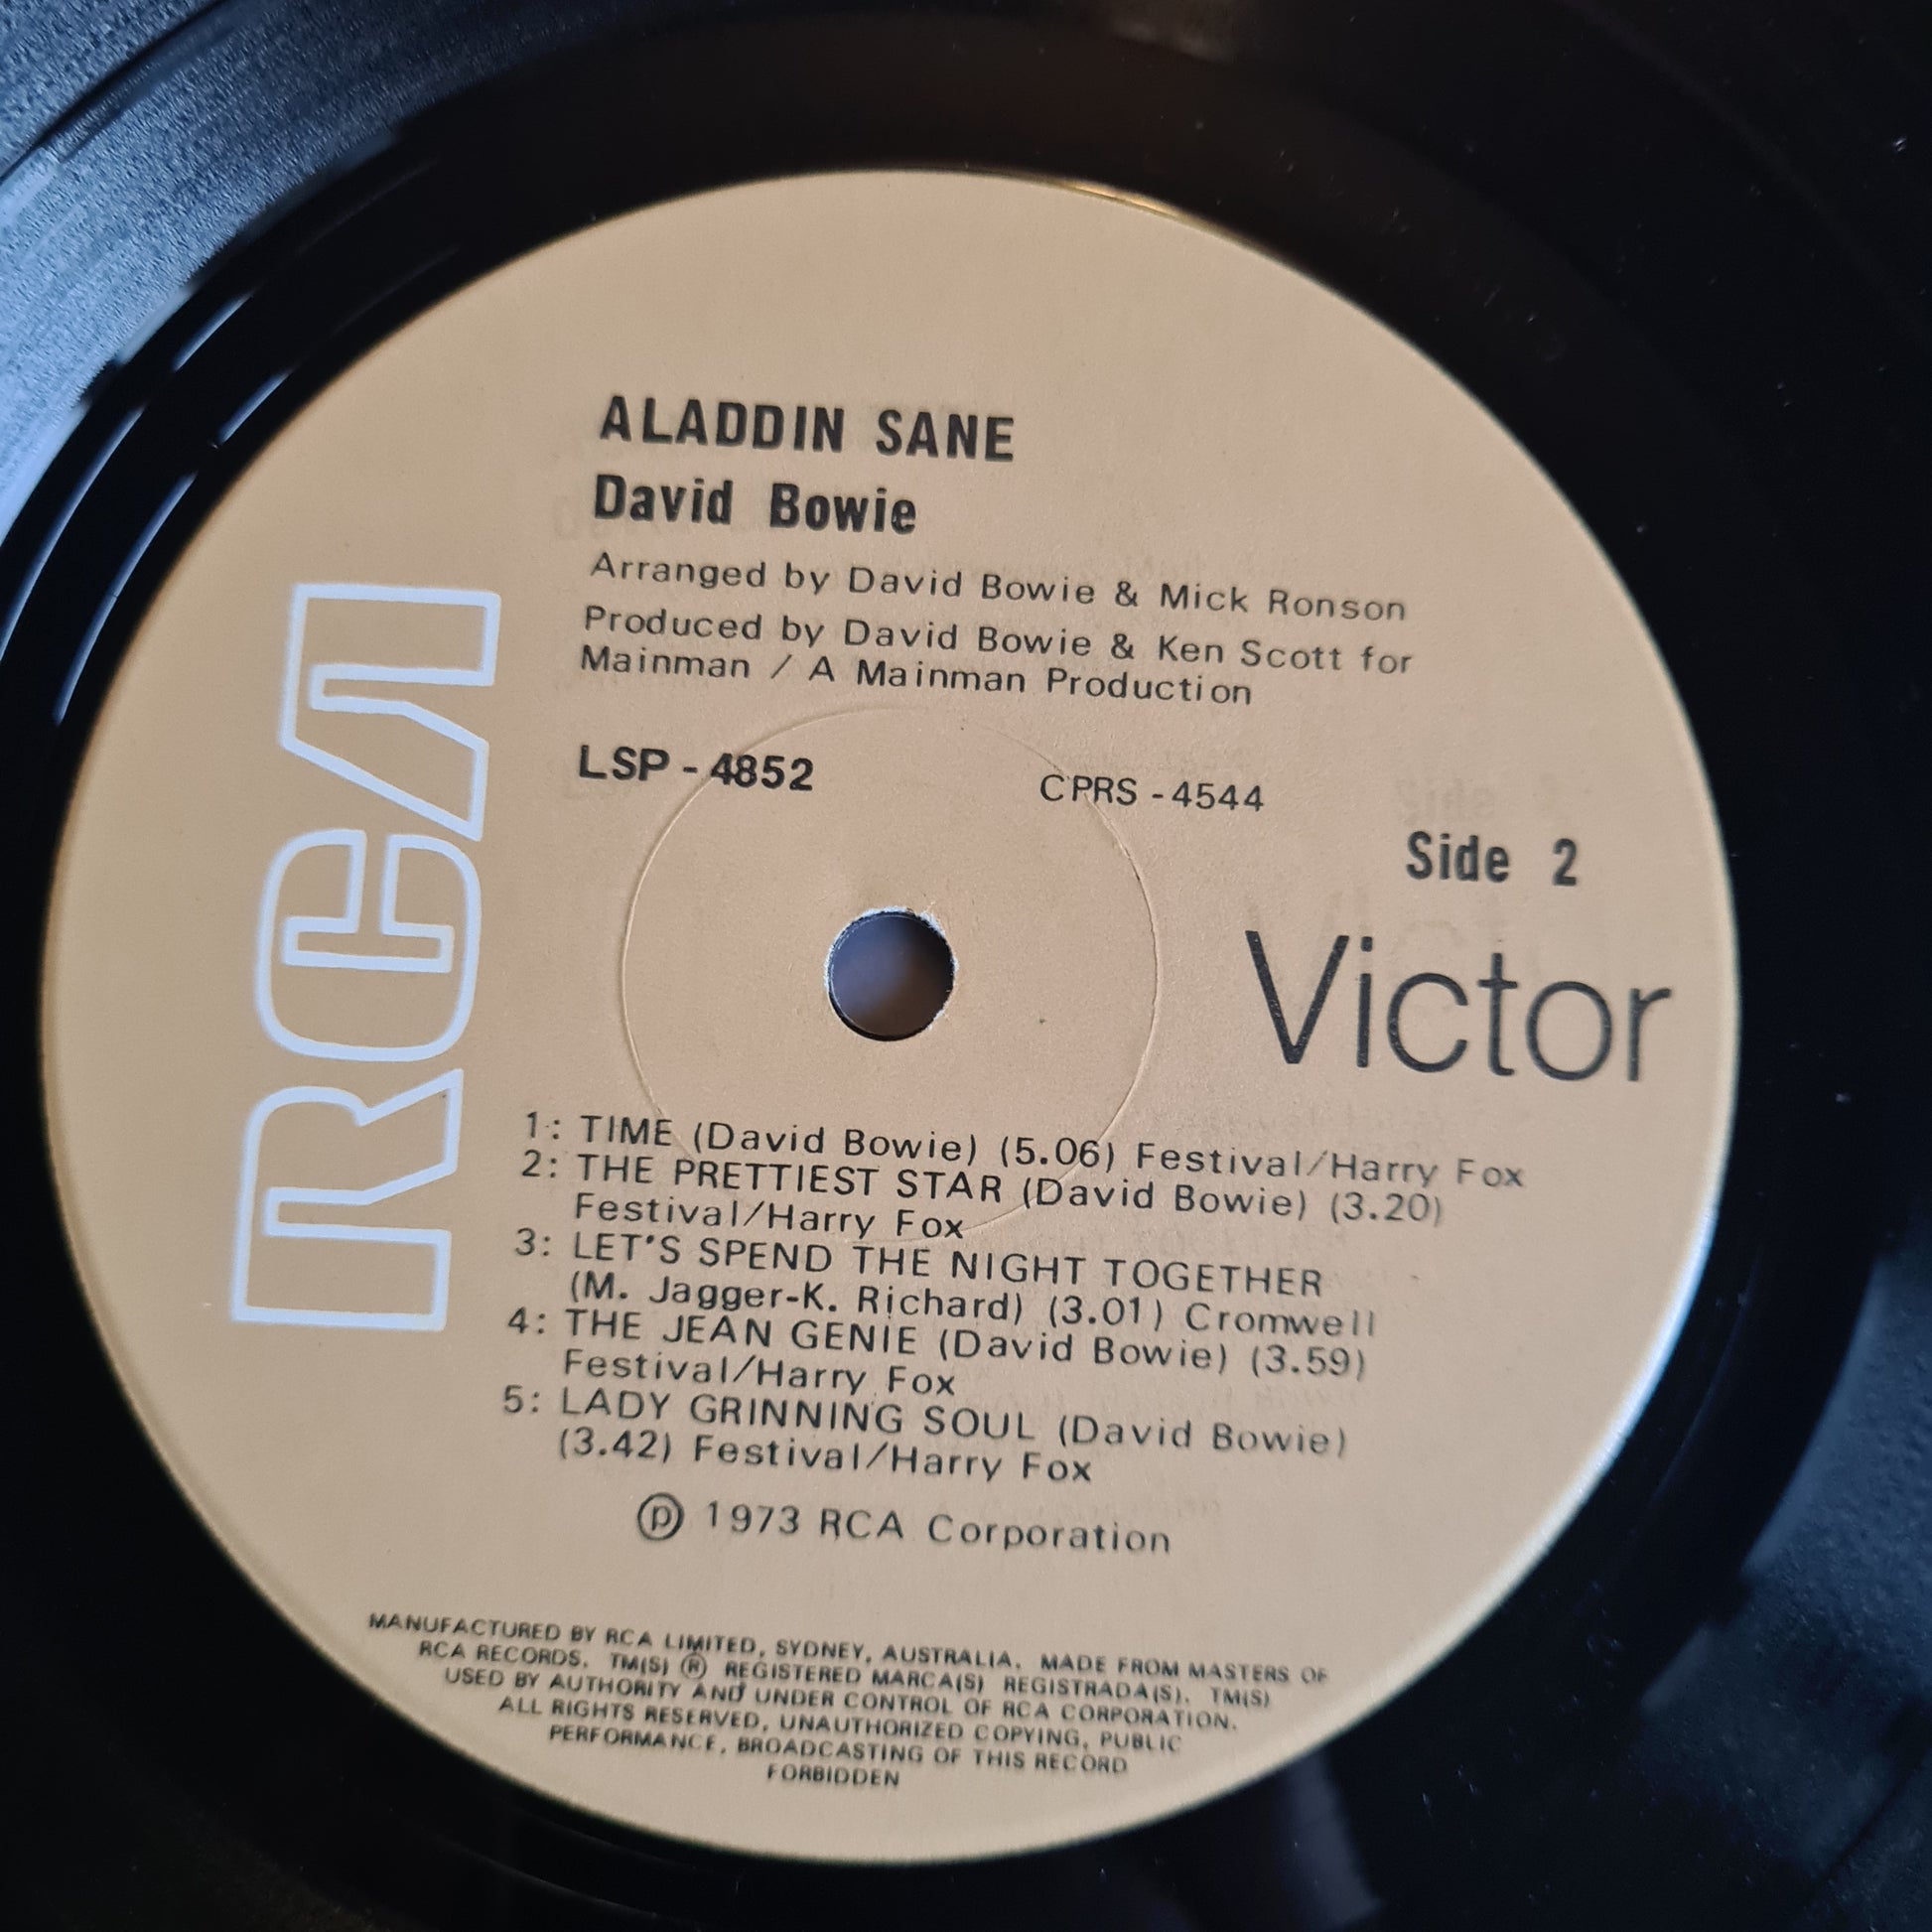 ALADDIN SANE
David Bowie
Arranged by David Bowie & Mick Ronson
Produced by David Bowie & Ken Scott for
Mainman / A Mainman Production
LSP - 4852
CPRS - 4544
Side 2
RCA
Victor
1: TIME (David Bowie) (5.06) Festival/Harry Fox
2: THE PRETTIEST STAR (David Bowie) (3.20)
Festival/Harry Fox
3: LET'S SPEND THE NIGHT TOGETHER
(M. Jagger-K. Richard) (3.01) Cromwell
4: THE JEAN GENIE (David Bowie) (3.59)
Festival/Harry Fox
5: LADY GRINNING SOUL (David Bowie)
(3.42) Festival/Harry Fox
℗ 1973 RCA Corporation
MANUFACTURED BY RCA LIMITED, SYDNEY, AUSTRALIA. MADE FROM MASTERS OF
RCA RECORDS. TM(S) ® REGISTERED MARCA(S) REGISTRADA(S). TM(S)
USED BY AUTHORITY AND UNDER CONTROL OF RCA CORPORATION.
ALL RIGHTS RESERVED, UNAUTHORIZED COPYING, PUBLIC
PERFORMANCE, BROADCASTING OF THIS RECORD
FORBIDDEN